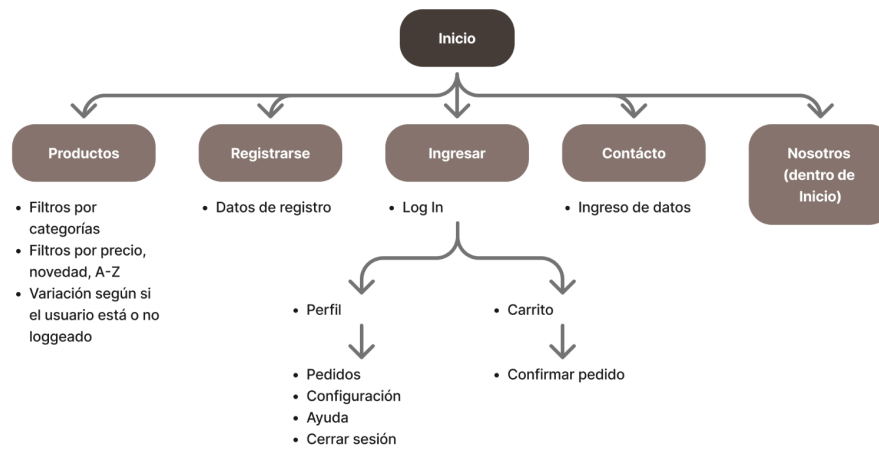 Inicio
Productos
Registrarse
Ingresar
Contácto
Nosotros
(dentro de
Inicio)
• Filtros por
categorías
• Filtros por precio,
novedad, A-Z
• Variación según si
el usuario está o no
loggeado
• Datos de registro
• Log In
• Ingreso de datos
• Perfil
• Carrito
• Pedidos
• Configuración
• Ayuda
• Cerrar sesión
• Confirmar pedido